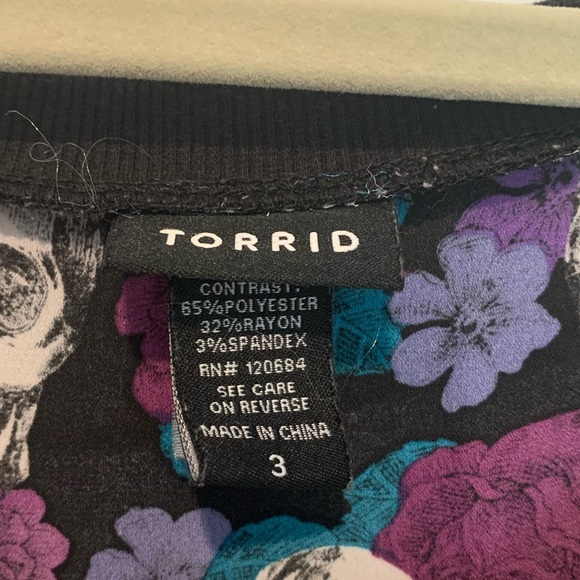 TORRID
CONTRAST:
65%POLYESTER
32%RAYON
3%SPANDEX
RN# 120684
SEE CARE
ON REVERSE
MADE IN CHINA
3